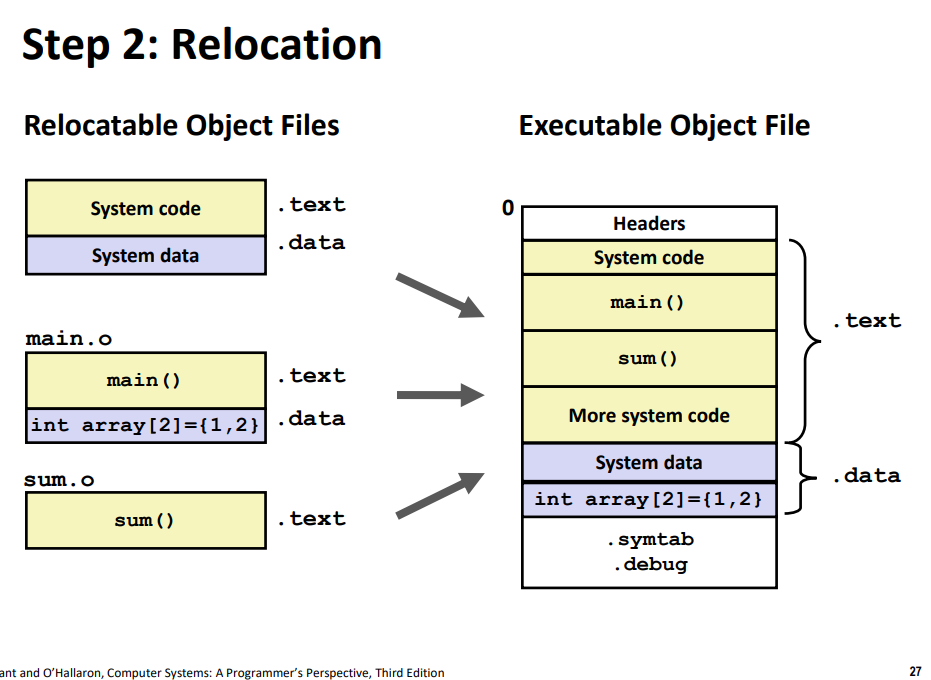 Step 2: Relocation
Relocatable Object Files
Executable Object File
System code
.text
System data
.data
main.o
main()
.text
int array[2]={1,2}
.data
sum.o
sum()
.text
0
Headers
System code
main()
sum()
More system code
.text
System data
int array[2]={1,2}
.data
.symtab
.debug
ant and O'Hallaron, Computer Systems: A Programmer's Perspective, Third Edition
27